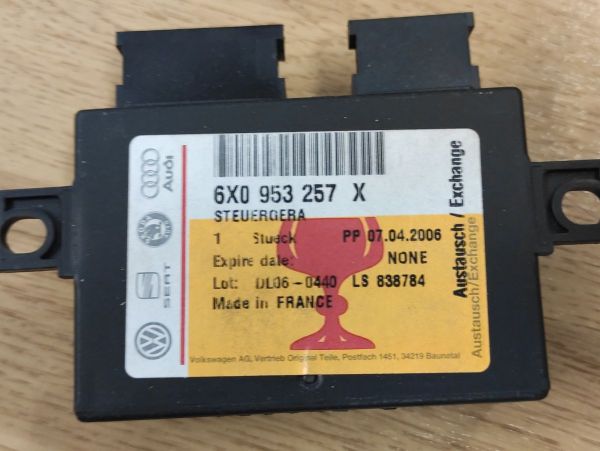 6X0 953 257 X
STEUERGERA
1 Stueck PP 07.04.2006
Expire date: NONE
Lot: DL06-0440 LS 838784
Made in FRANCE
Volkswagen AG, Vertrieb Original Teile, Postfach 1451, 34219 Baunatal
Austausch / Exchange
Austausch/Exchange
Audi
SEAT